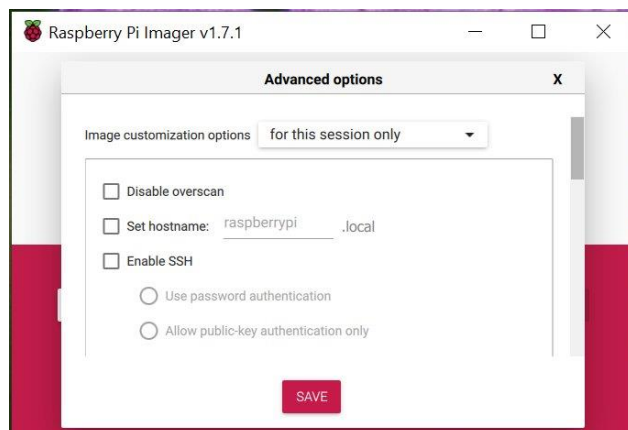 Raspberry Pi Imager v1.7.1
Advanced options X
Image customization options for this session only
Disable overscan
Set hostname: raspberrypi .local
Enable SSH
Use password authentication
Allow public-key authentication only
SAVE